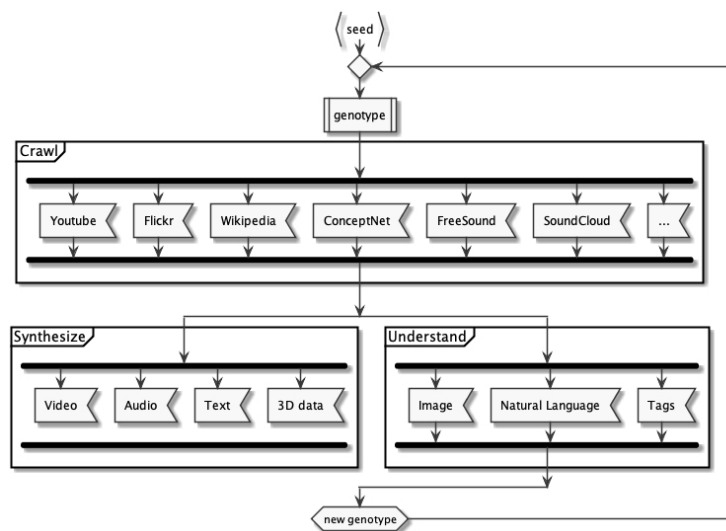 seed
genotype
Crawl
Youtube
Flickr
Wikipedia
ConceptNet
FreeSound
SoundCloud
...
Synthesize
Understand
Video
Audio
Text
3D data
Image
Natural Language
Tags
new genotype